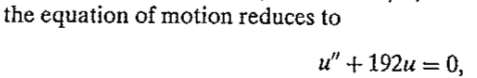 the equation of motion reduces to
u″ + 192u = 0,